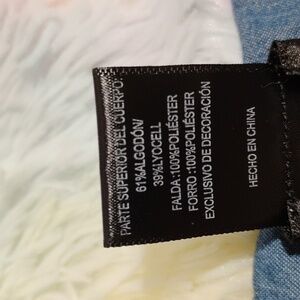 PARTE SUPERIOR DEL CUERPO:
61%ALGODÓN/
39%LYOCELL
FALDA:100%POLIÉSTER
FORRO:100%POLIÉSTER
EXCLUSIVO DE DECORACIÓN
HECHO EN CHINA